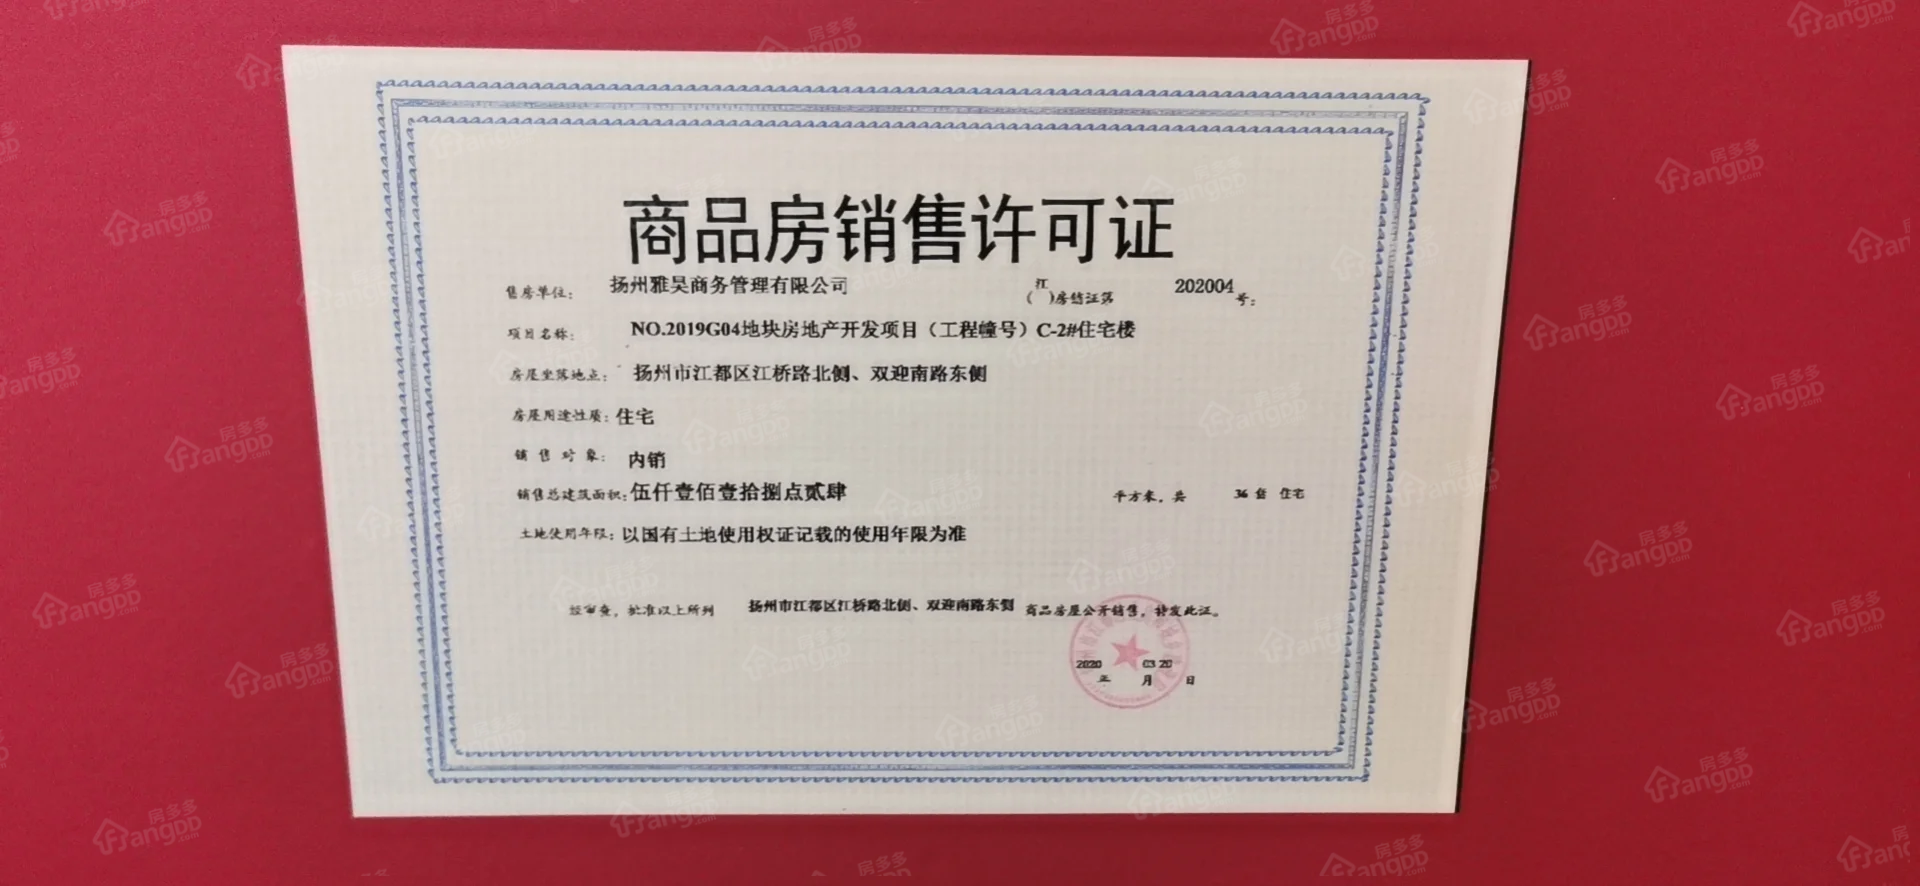 商品房销售许可证
售房单位： 扬州雅昊商务管理有限公司 （江）房销证第 202004 号：
项目名称： NO.2019G04地块房地产开发项目（工程幢号）C-2#住宅楼
房屋坐落地点： 扬州市江都区江桥路北侧、双迎南路东侧
房屋用途性质： 住宅
销售对象： 内销
销售总建筑面积： 伍仟壹佰壹拾捌点贰肆 平方米，共 36 套 住宅
土地使用年限： 以国有土地使用权证记载的使用年限为准
经审查，批准以上所列 扬州市江都区江桥路北侧、双迎南路东侧 商品房屋公开销售，特发此证。
2020 03 20
年 月 日
房多多
fangDD.com